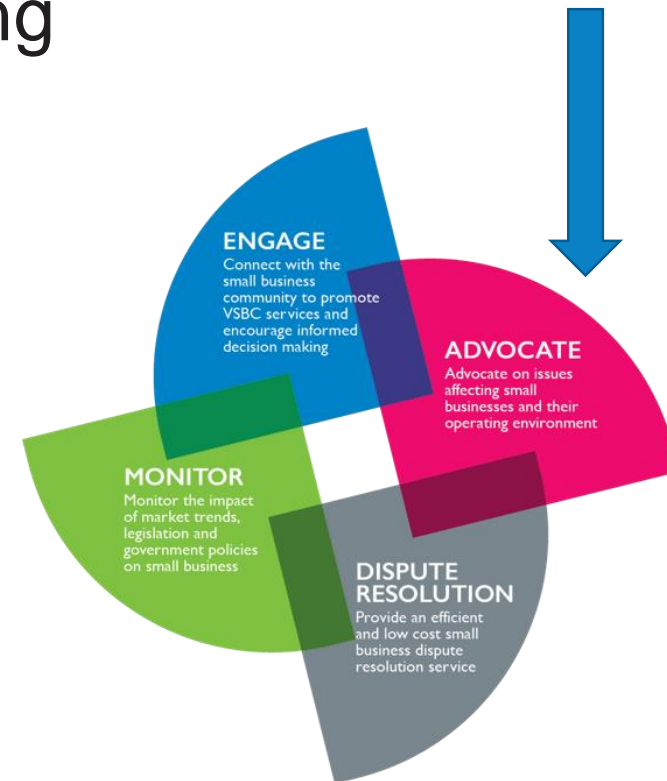 ng
ENGAGE
Connect with the
small business
community to promote
VSBC services and
encourage informed
decision making
ADVOCATE
Advocate on issues
affecting small
businesses and their
operating environment
MONITOR
Monitor the impact
of market trends,
legislation and
government policies
on small business
DISPUTE
RESOLUTION
Provide an efficient
and low cost small
business dispute
resolution service